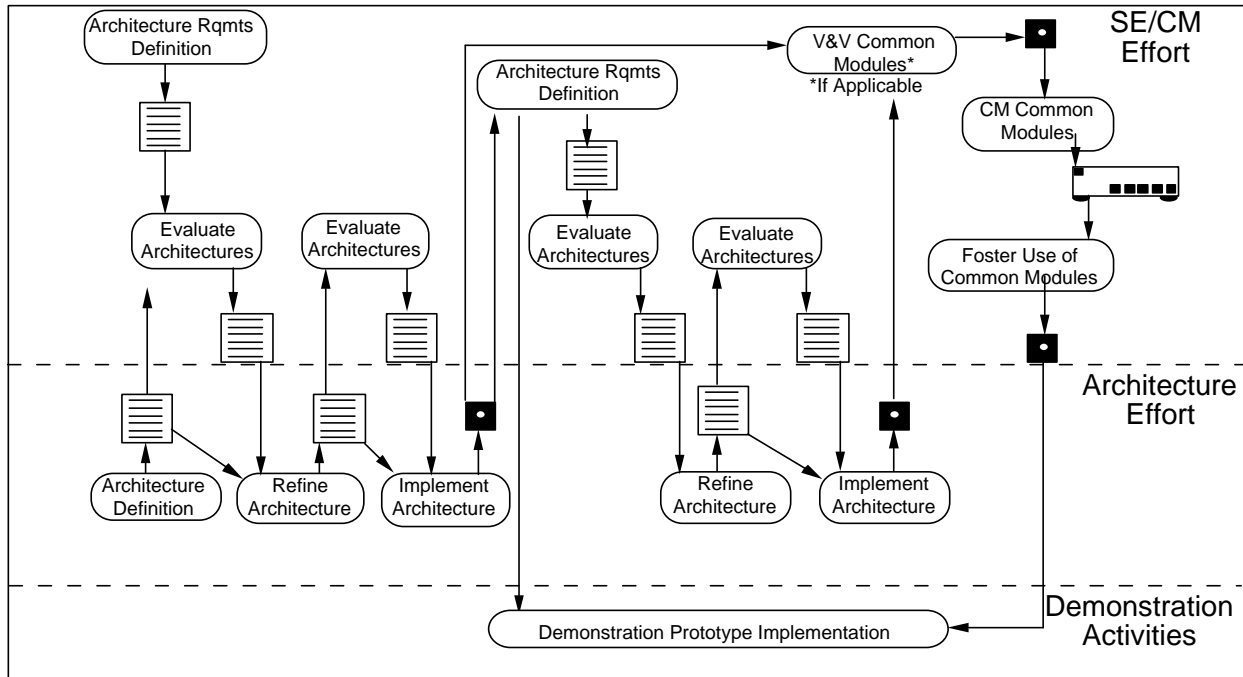 Architecture Rqmts
Definition
Architecture Rqmts
Definition
V&V Common
Modules*
*If Applicable
SE/CM
Effort
CM Common
Modules
Evaluate
Architectures
Evaluate
Architectures
Evaluate
Architectures
Evaluate
Architectures
Foster Use of
Common Modules
Architecture
Effort
Architecture
Definition
Refine
Architecture
Implement
Architecture
Refine
Architecture
Implement
Architecture
Demonstration
Activities
Demonstration Prototype Implementation